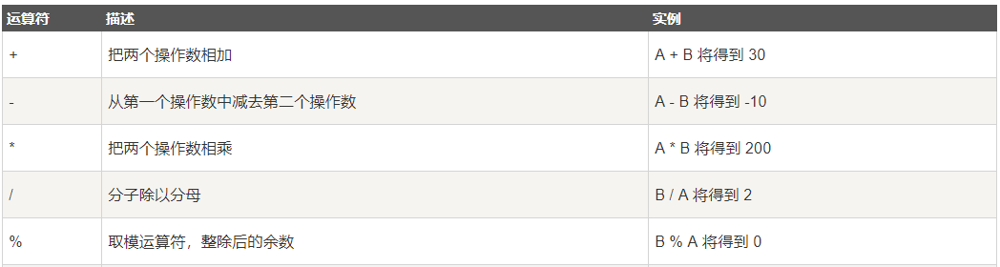 运算符 描述 实例
+ 把两个操作数相加 A + B 将得到 30
- 从第一个操作数中减去第二个操作数 A - B 将得到 -10
* 把两个操作数相乘 A * B 将得到 200
/ 分子除以分母 B / A 将得到 2
% 取模运算符，整除后的余数 B % A 将得到 0